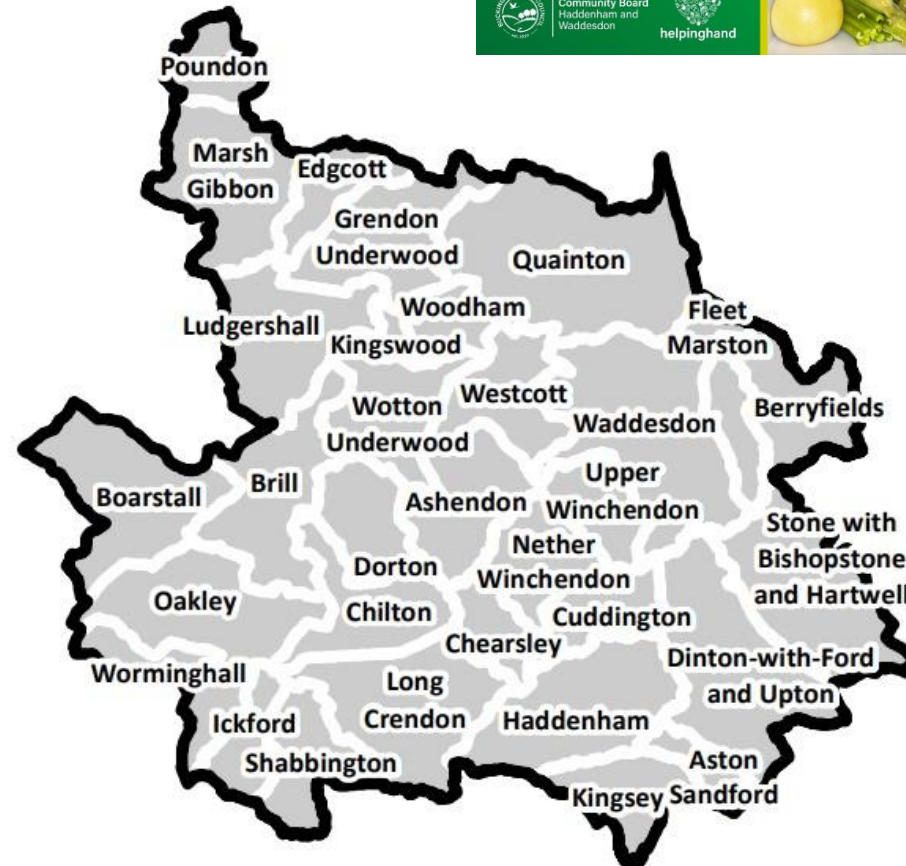 Community Board
Haddenham and
Waddesdon
helpinghand
Poundon
Marsh
Gibbon
Edgcott
Grendon
Underwood
Quainton
Woodham
Fleet
Marston
Ludgershall
Kingswood
Westcott
Wotton
Underwood
Waddesdon
Berryfields
Upper
Winchendon
Brill
Boarstall
Ashendon
Stone with
Bishopstone
and Hartwell
Nether
Winchendon
Dorton
Oakley
Chilton
Cuddington
Chearsley
Dinton-with-Ford
and Upton
Worminghall
Long
Crendon
Ickford
Haddenham
Shabbington
Aston
Sandford
Kingsey